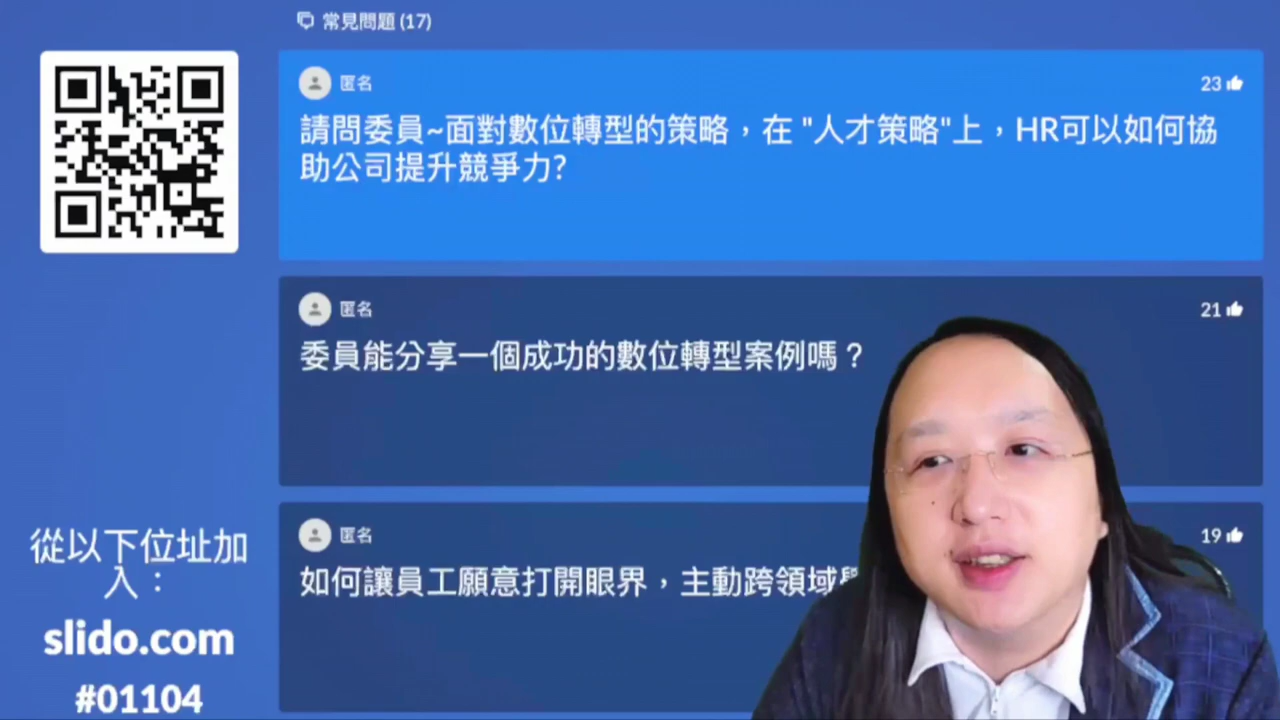 常見問題 (17)
匿名
23
請問委員~面對數位轉型的策略，在 "人才策略"上，HR可以如何協
助公司提升競爭力?
匿名
21
委員能分享一個成功的數位轉型案例嗎？
匿名
19
如何讓員工願意打開眼界，主動跨領域
從以下位址加
入：
slido.com
#01104